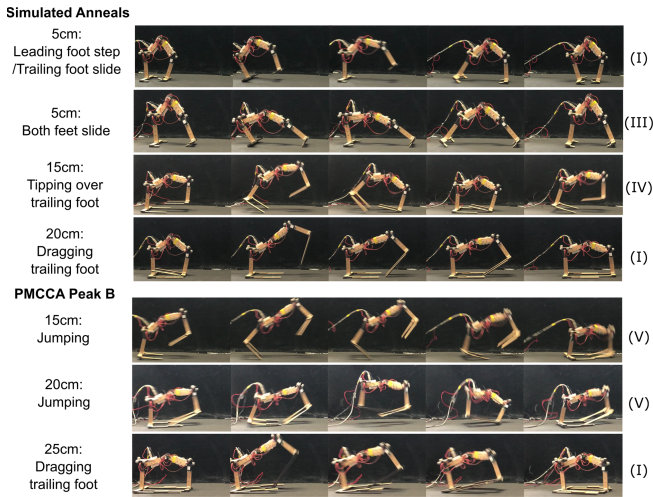 Simulated Anneals
5cm:
Leading foot step
/Trailing foot slide
(I)
5cm:
Both feet slide
(III)
15cm:
Tipping over
trailing foot
(IV)
20cm:
Dragging
trailing foot
(I)
PMCCA Peak B
15cm:
Jumping
(V)
20cm:
Jumping
(V)
25cm:
Dragging
trailing foot
(I)